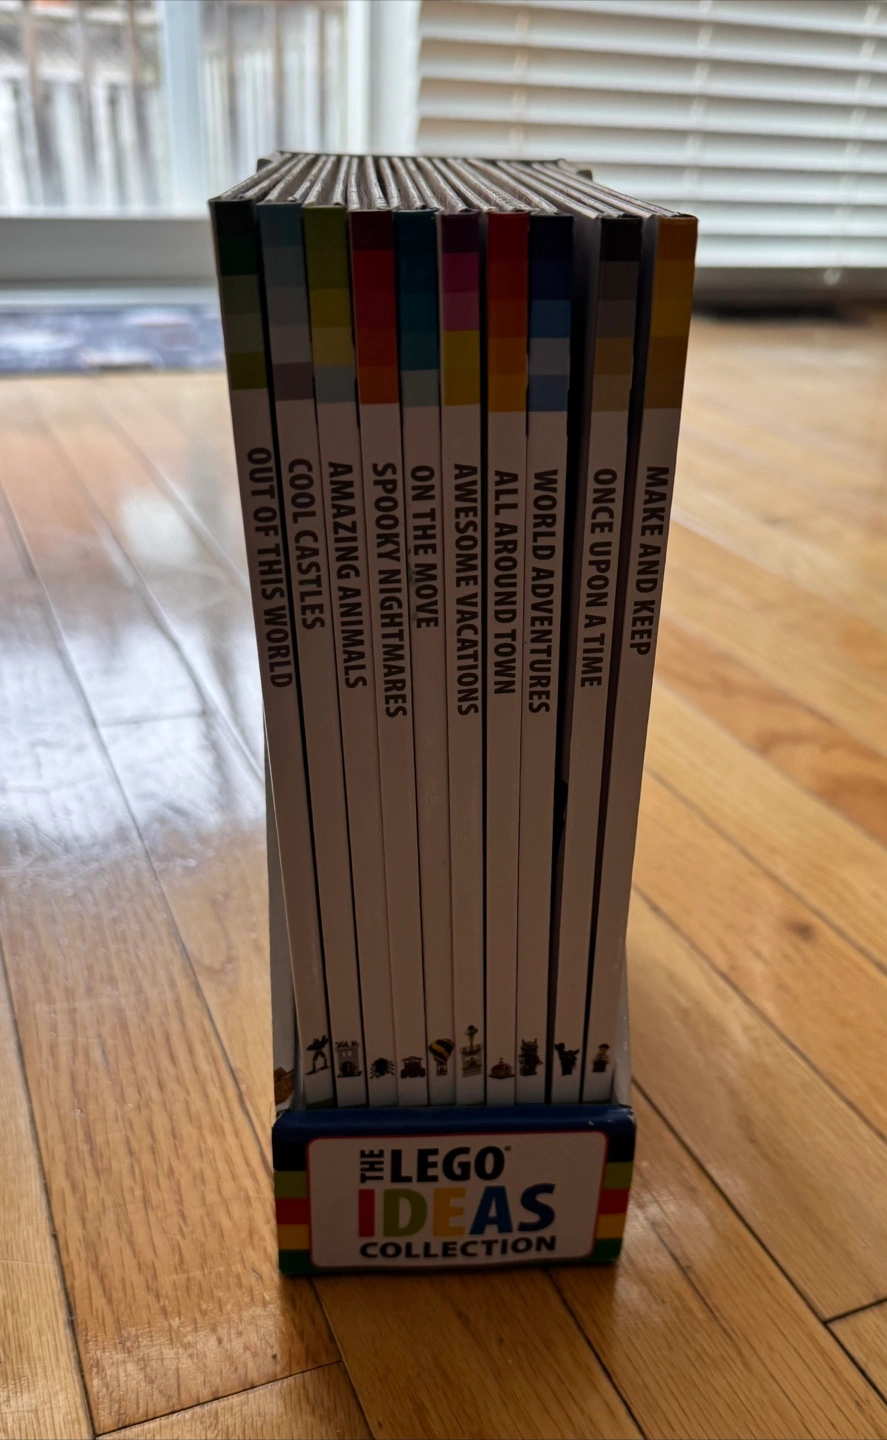 OUT OF THIS WORLD
COOL CASTLES
AMAZING ANIMALS
SPOOKY NIGHTMARES
ON THE MOVE
AWESOME VACATIONS
ALL AROUND TOWN
WORLD ADVENTURES
ONCE UPON A TIME
MAKE AND KEEP
THE LEGO®
IDEAS
COLLECTION